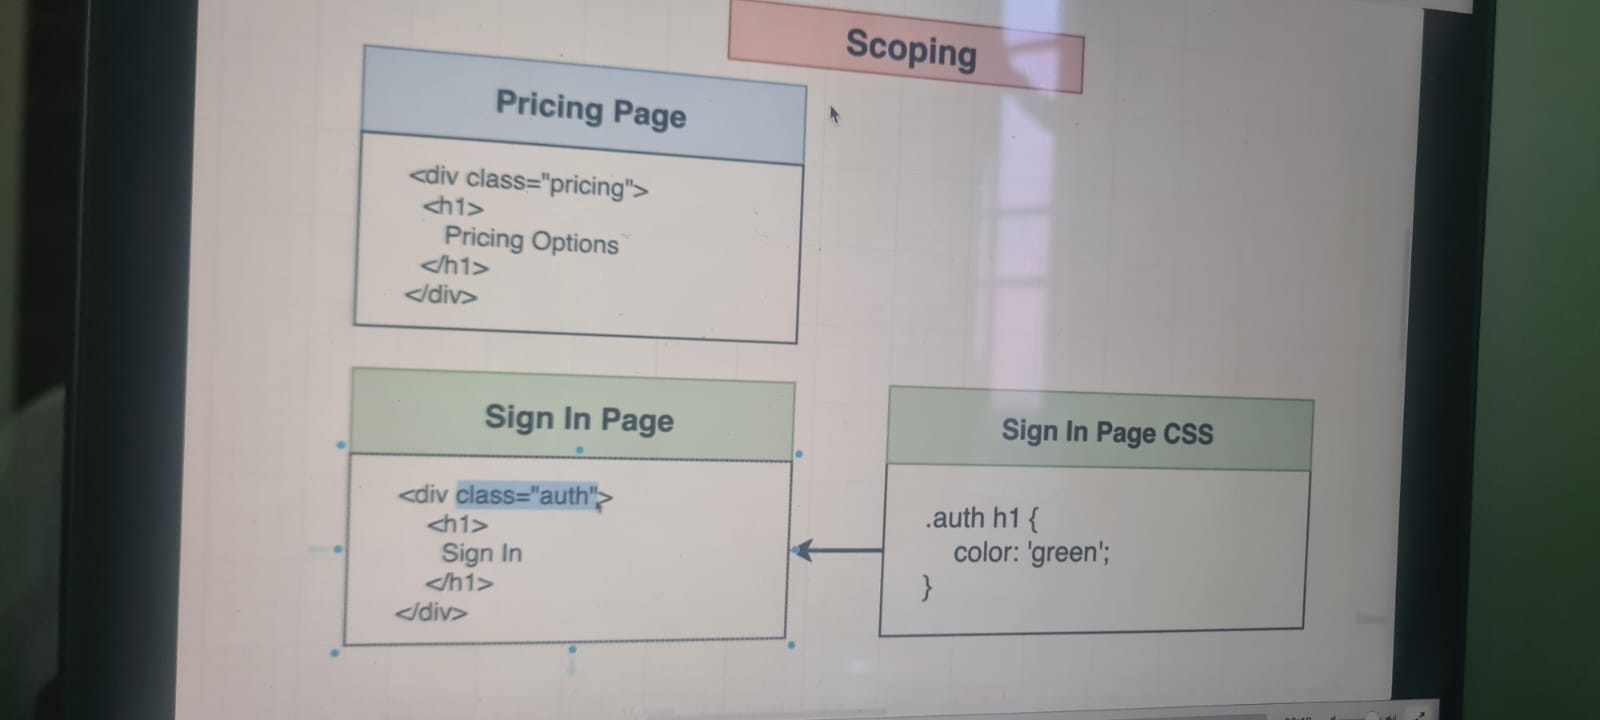 Scoping
Pricing Page
<div class="pricing">
<h1>
Pricing Options
</h1>
</div>
Sign In Page
<div class="auth">
<h1>
Sign In
</h1>
</div>
Sign In Page CSS
.auth h1 {
color: 'green';
}